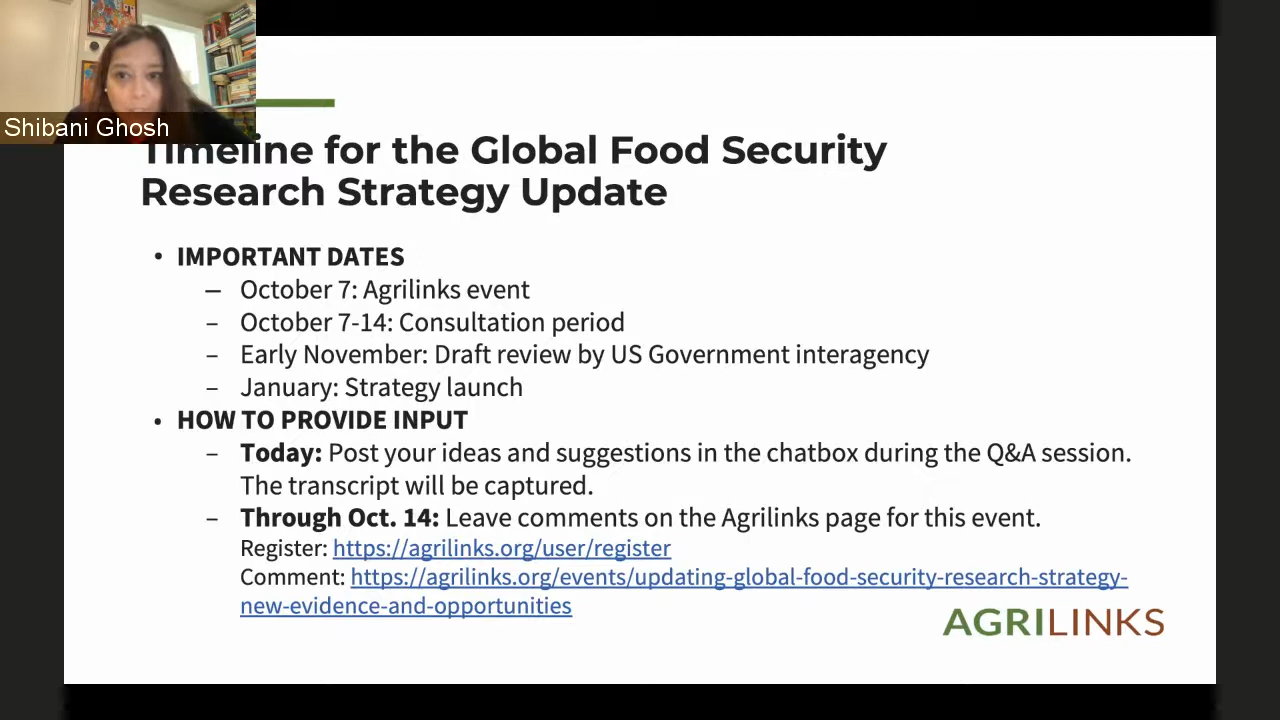 Shibani Ghosh
Timeline for the Global Food Security
Research Strategy Update
• IMPORTANT DATES
– October 7: Agrilinks event
– October 7-14: Consultation period
– Early November: Draft review by US Government interagency
– January: Strategy launch
• HOW TO PROVIDE INPUT
– Today: Post your ideas and suggestions in the chatbox during the Q&A session.
The transcript will be captured.
– Through Oct. 14: Leave comments on the Agrilinks page for this event.
Register: https://agrilinks.org/user/register
Comment: https://agrilinks.org/events/updating-global-food-security-research-strategy-
new-evidence-and-opportunities
AGRILINKS